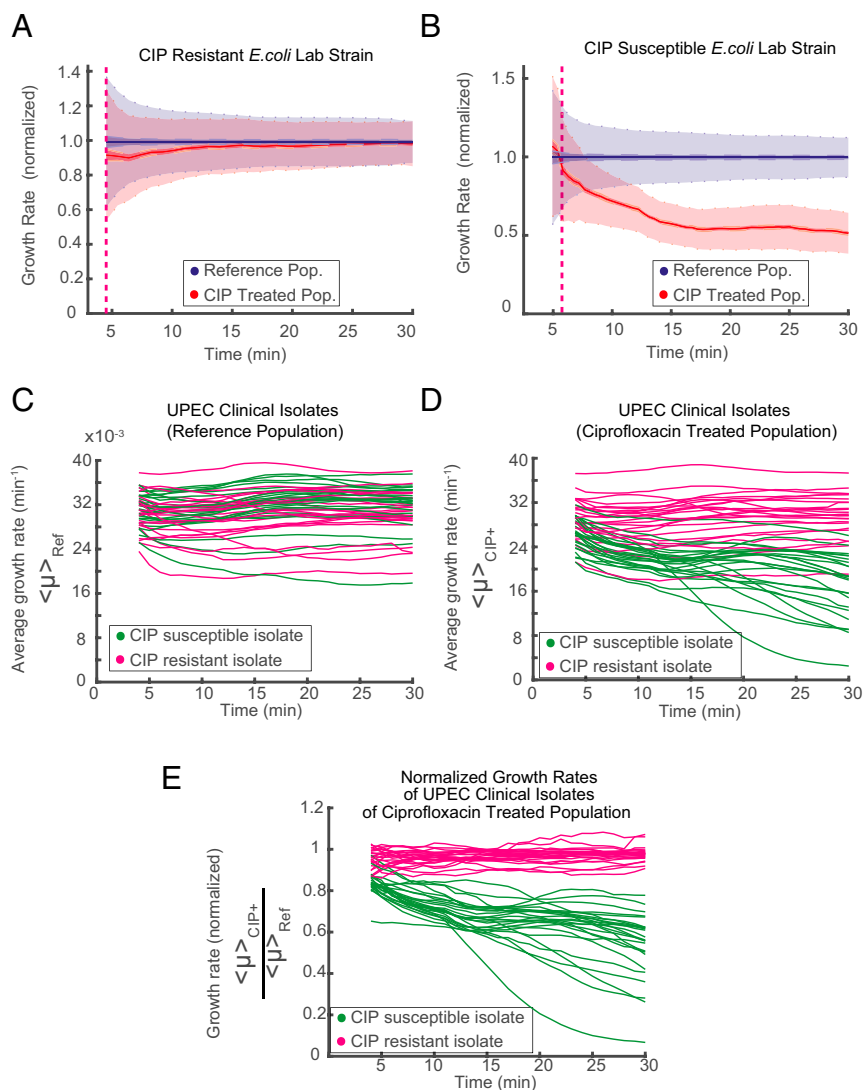 A
CIP Resistant E.coli Lab Strain
Growth Rate (normalized)
1.4
1.2
1.0
0.8
0.6
0.4
0.2
0
Reference Pop.
CIP Treated Pop.
5
10
15
20
25
30
Time (min)
B
CIP Susceptible E.coli Lab Strain
Growth Rate (normalized)
1.5
1.0
0.5
0
Reference Pop.
CIP Treated Pop.
5
10
15
20
25
30
Time (min)
C
UPEC Clinical Isolates
(Reference Population)
x10-3
Average growth rate (min-1)
<μ>Ref
40
32
24
16
8
0
CIP susceptible isolate
CIP resistant isolate
0
5
10
15
20
25
30
Time (min)
D
UPEC Clinical Isolates
(Ciprofloxacin Treated Population)
Average growth rate (min-1)
<μ>CIP+
40
32
24
16
8
0
CIP susceptible isolate
CIP resistant isolate
0
5
10
15
20
25
30
Time (min)
E
Normalized Growth Rates
of UPEC Clinical Isolates
of Ciprofloxacin Treated Population
Growth rate (normalized)
<μ>CIP+
<μ>Ref
1.2
1
0.8
0.6
0.4
0.2
0
CIP susceptible isolate
CIP resistant isolate
5
10
15
20
25
30
Time (min)